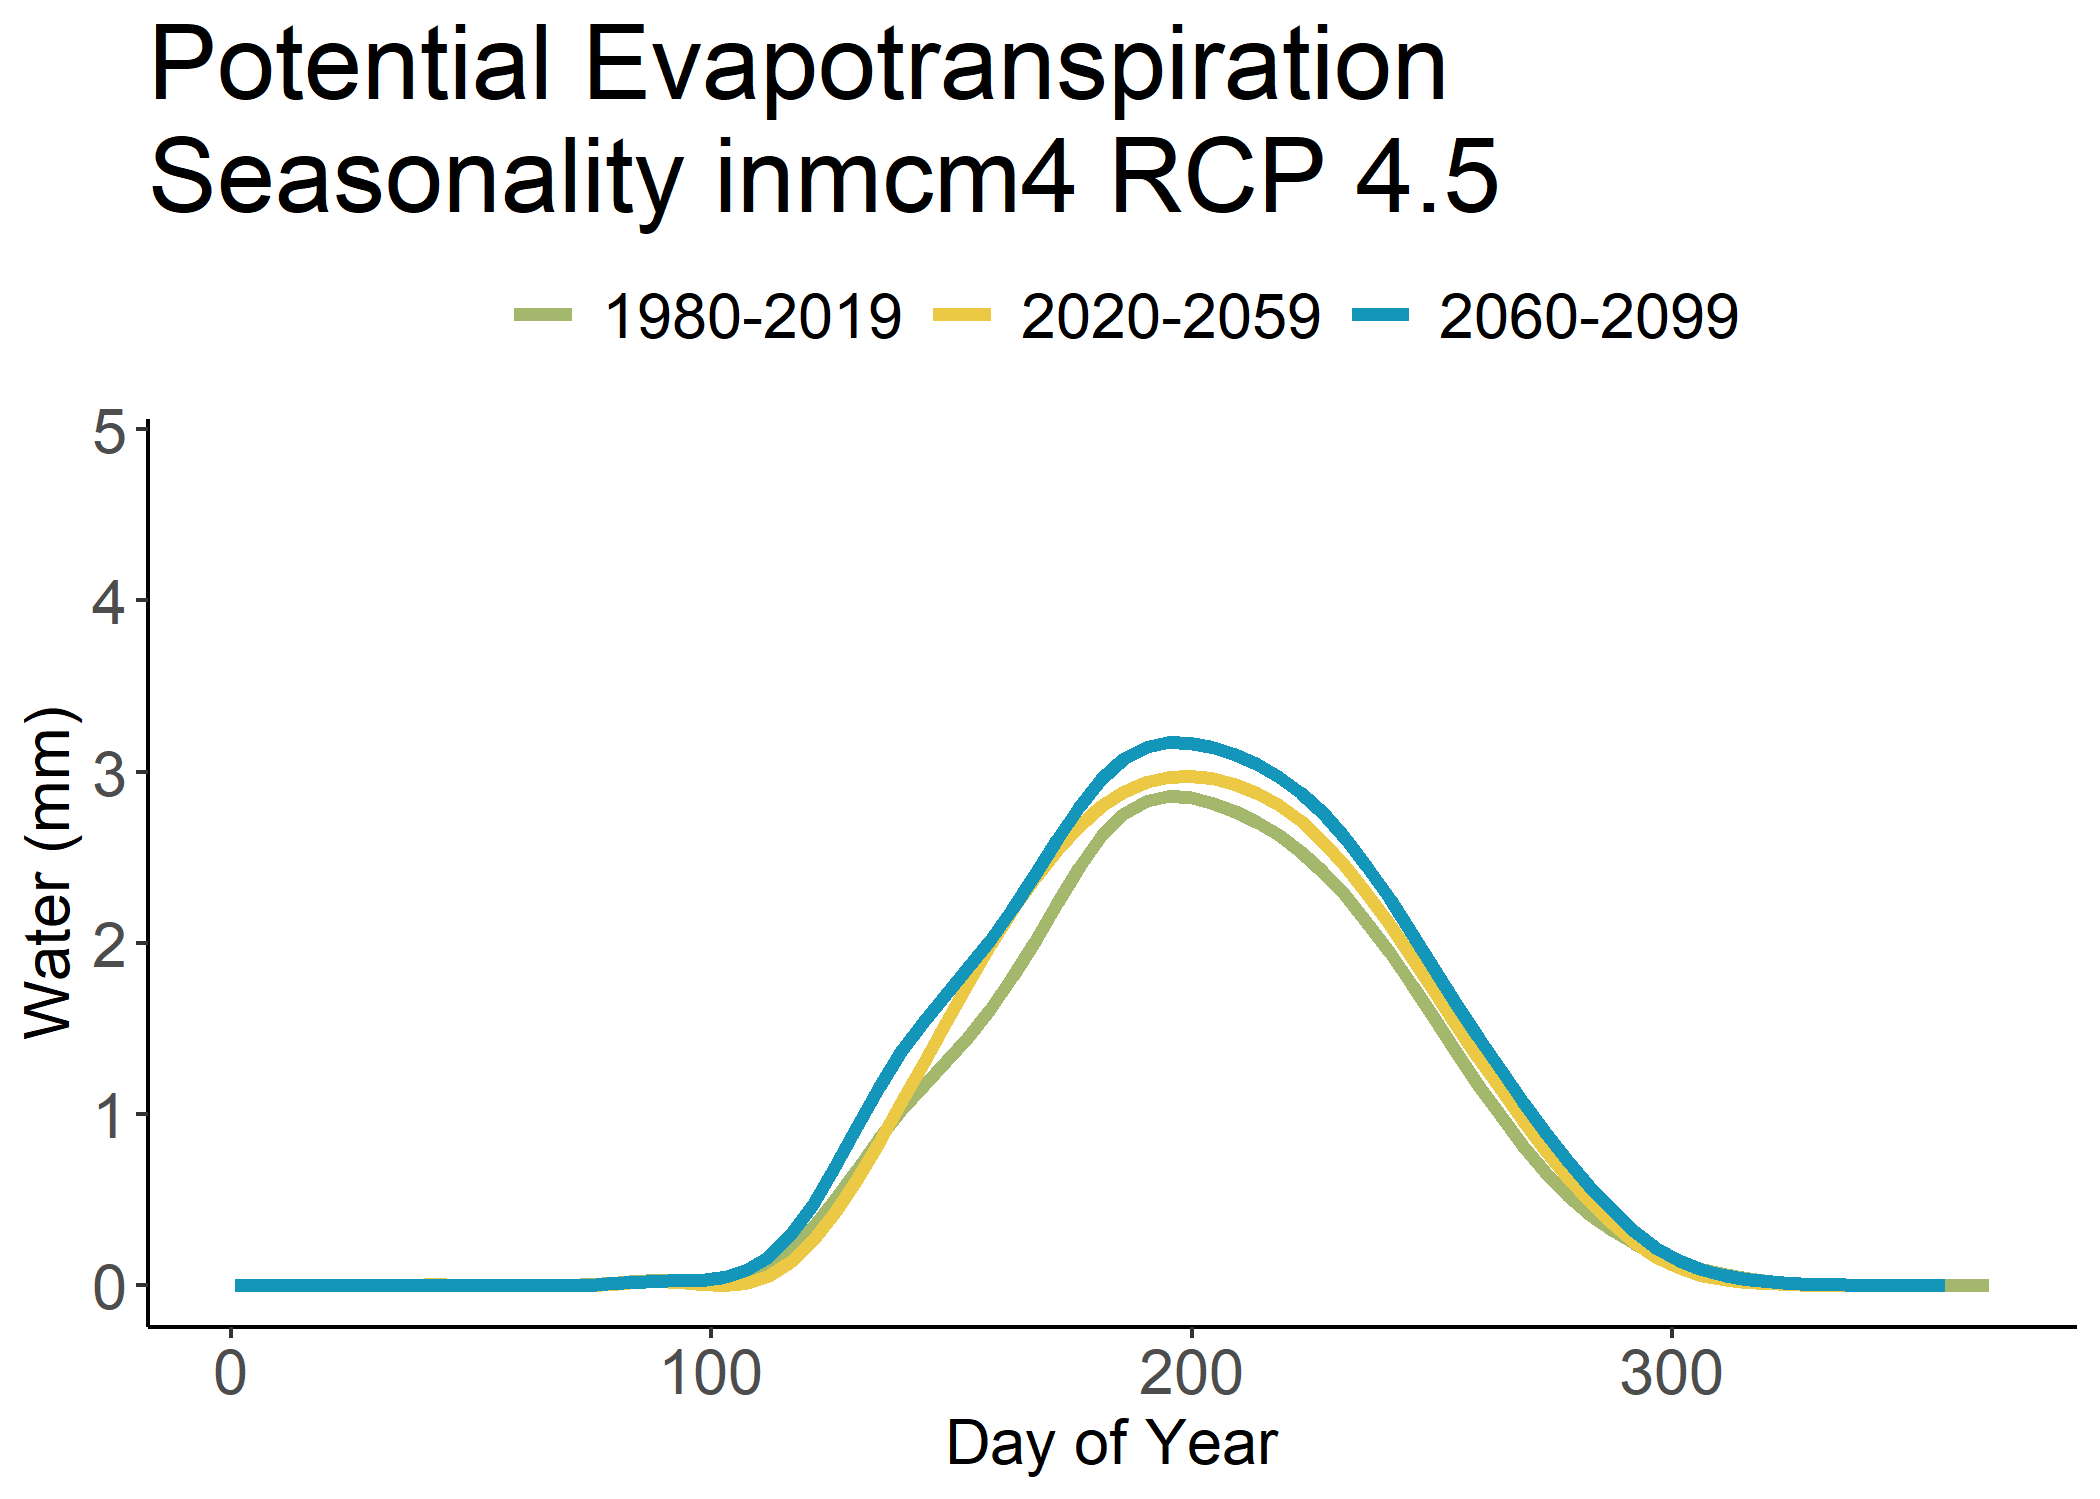 Potential Evapotranspiration
Seasonality inmcm4 RCP 4.5
1980-2019 2020-2059 2060-2099
5
4
3
2
1
0
Water (mm)
0 100 200 300
Day of Year